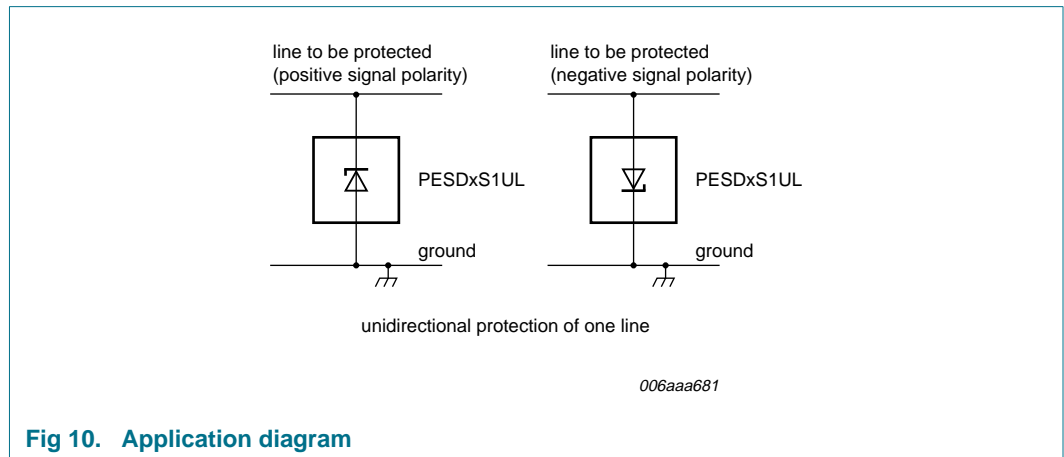 line to be protected
(positive signal polarity)
line to be protected
(negative signal polarity)
PESDxS1UL
PESDxS1UL
ground
ground
unidirectional protection of one line
006aaa681
Fig 10. Application diagram